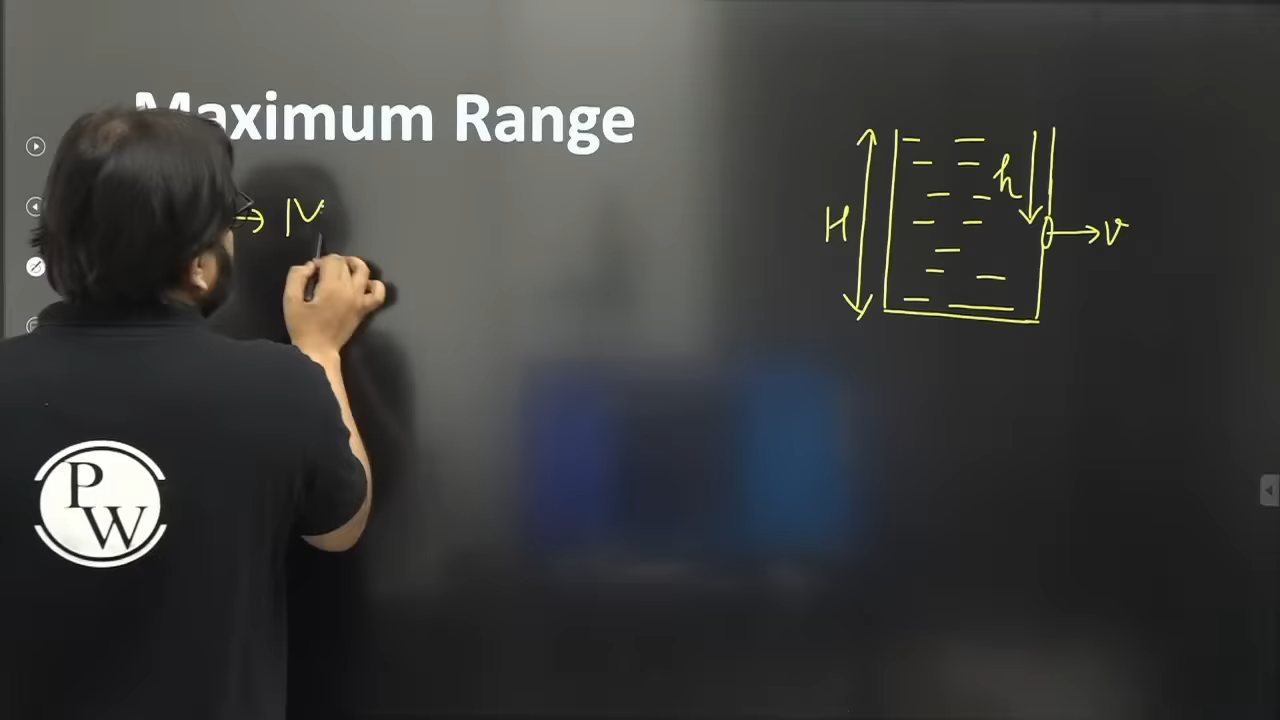 Maximum Range
→ |V
H
h
→ v
P
W